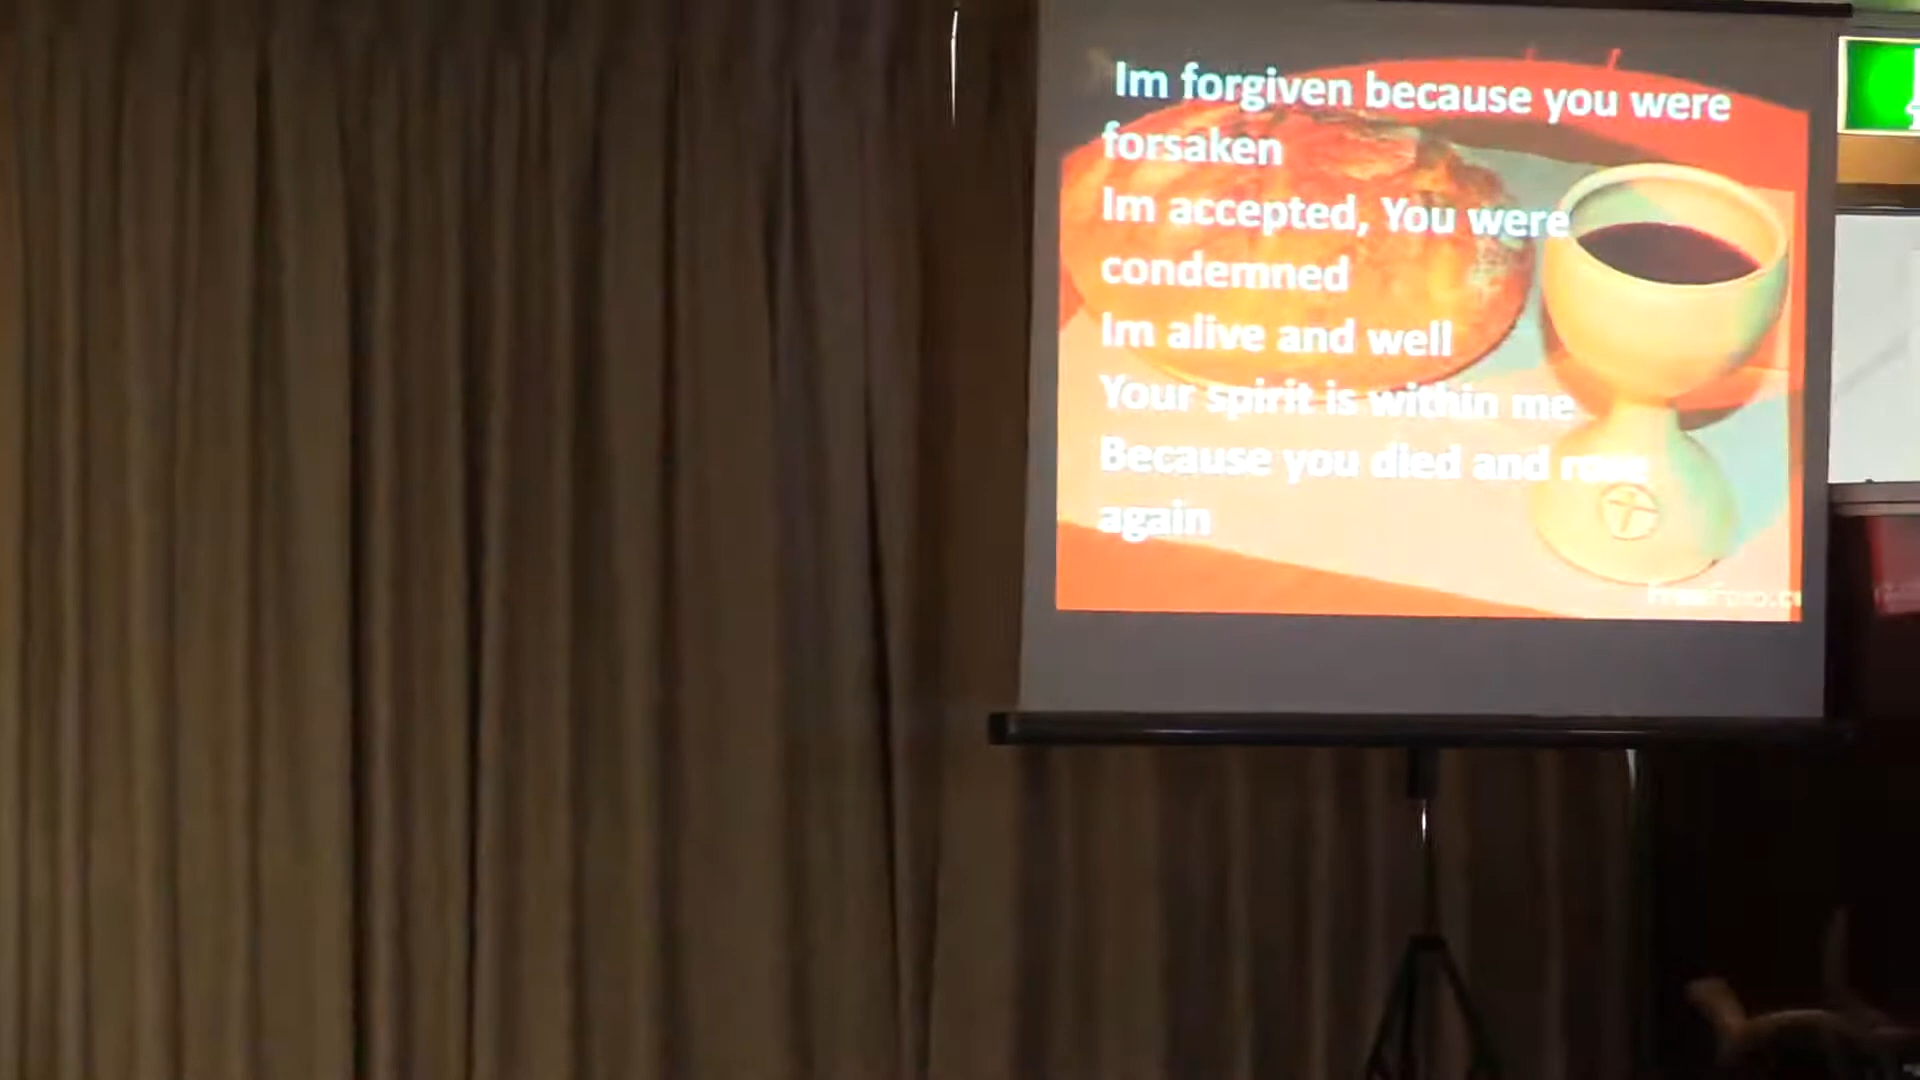 Im forgiven because you were
forsaken
Im accepted, You were
condemned
Im alive and well
Your spirit is within me
Because you died and rose
again